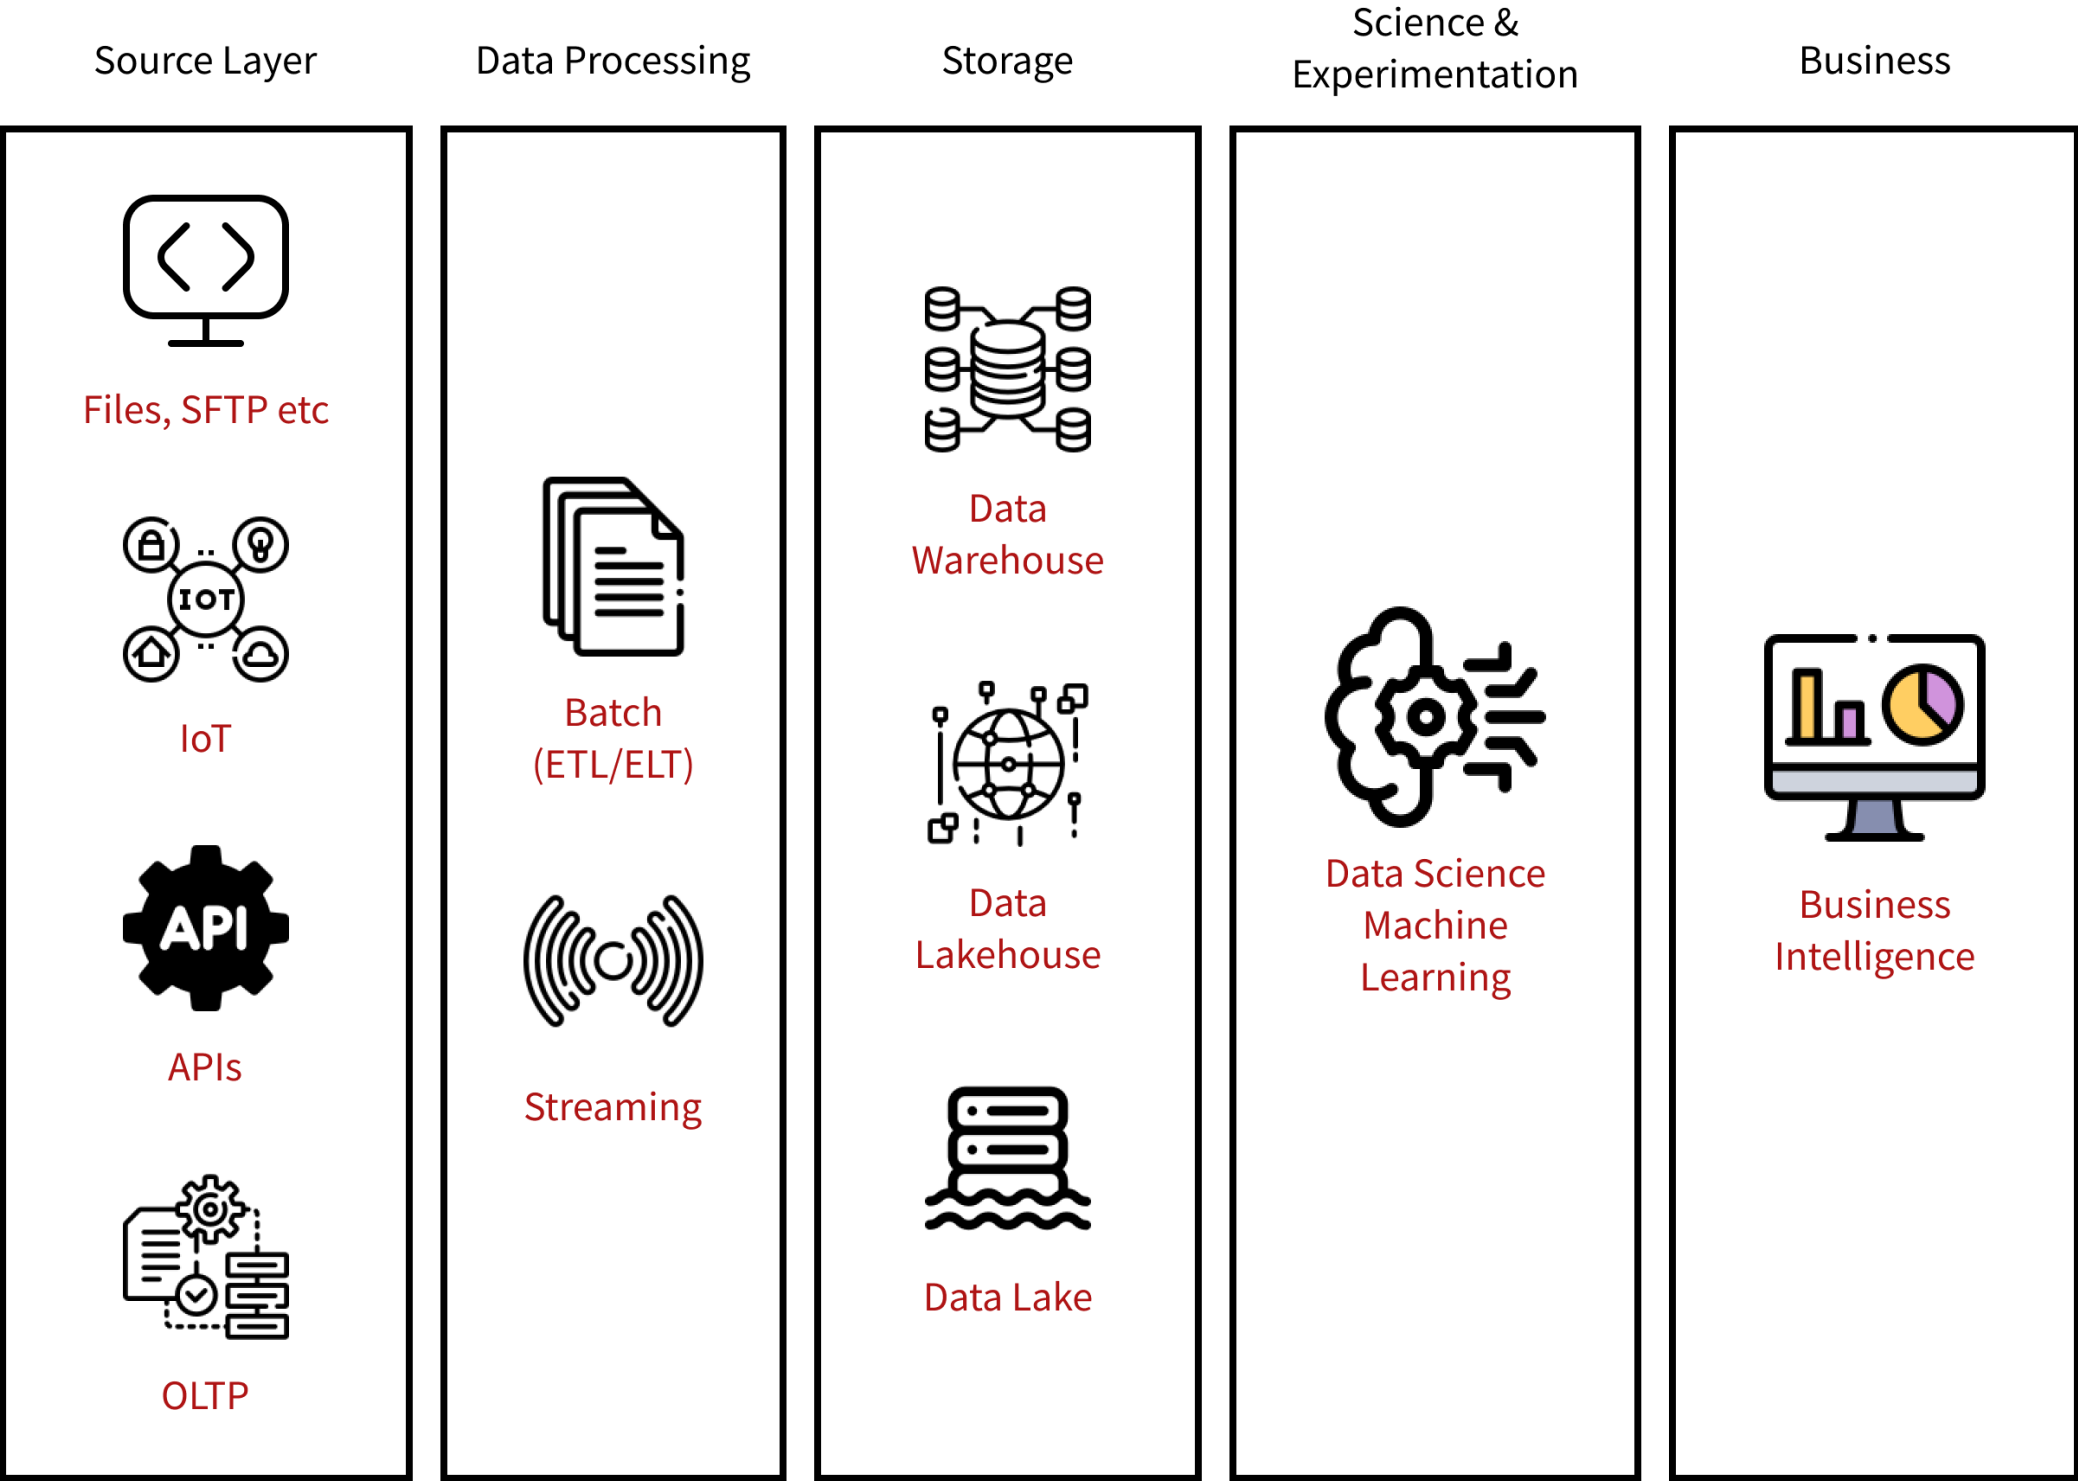 Source Layer
Data Processing
Storage
Science &
Experimentation
Business
Files, SFTP etc
IOT
IoT
API
APIs
OLTP
Batch
(ETL/ELT)
Streaming
Data
Warehouse
Data
Lakehouse
Data Lake
Data Science
Machine
Learning
Business
Intelligence